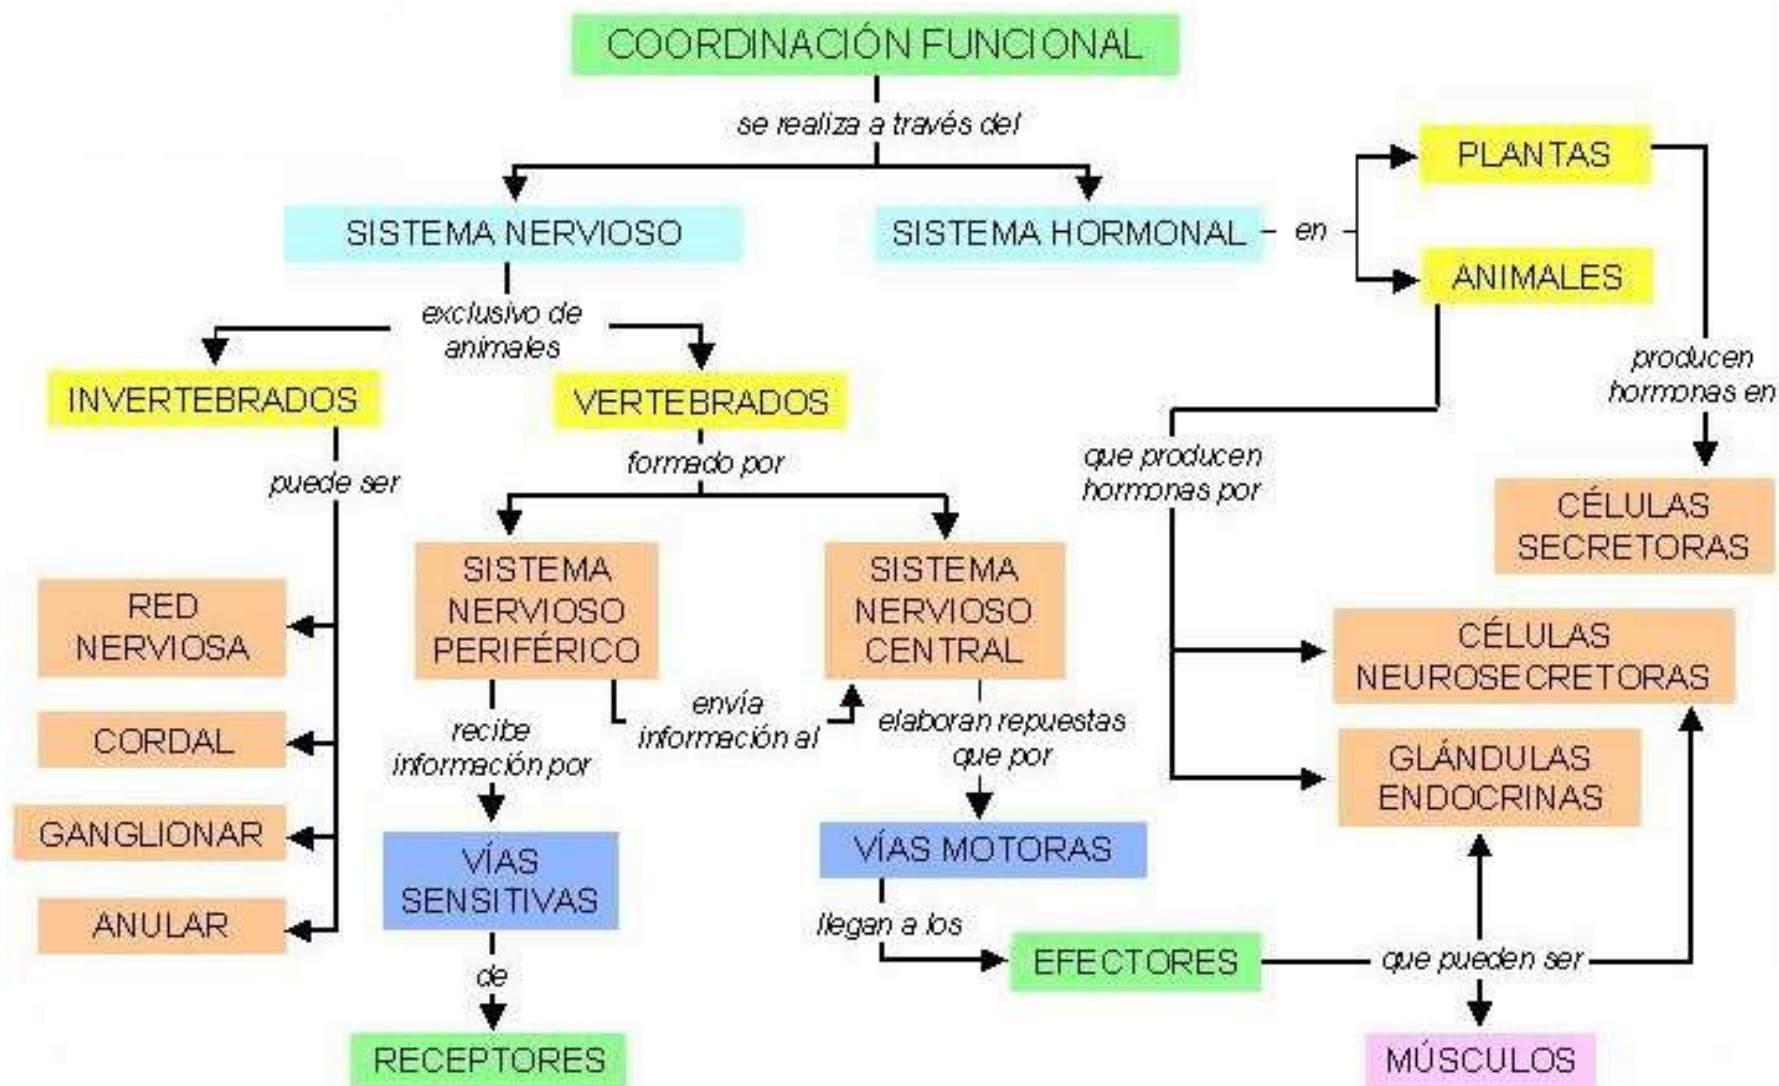 COORDINACIÓN FUNCIONAL
se realiza a través del
SISTEMA NERVIOSO
SISTEMA HORMONAL
en
PLANTAS
ANIMALES
exclusivo de
animales
INVERTEBRADOS
VERTEBRADOS
producen
hormonas en
puede ser
formado por
que producen
hormonas por
CÉLULAS
SECRETORAS
RED
NERVIOSA
CORDAL
GANGLIONAR
ANULAR
SISTEMA
NERVIOSO
PERIFÉRICO
SISTEMA
NERVIOSO
CENTRAL
CÉLULAS
NEUROSECRETORAS
GLÁNDULAS
ENDOCRINAS
recibe
información por
envía
información al
elaboran repuestas
que por
VÍAS
SENSITIVAS
VÍAS MOTORAS
de
llegan a los
EFECTORES
que pueden ser
RECEPTORES
MÚSCULOS